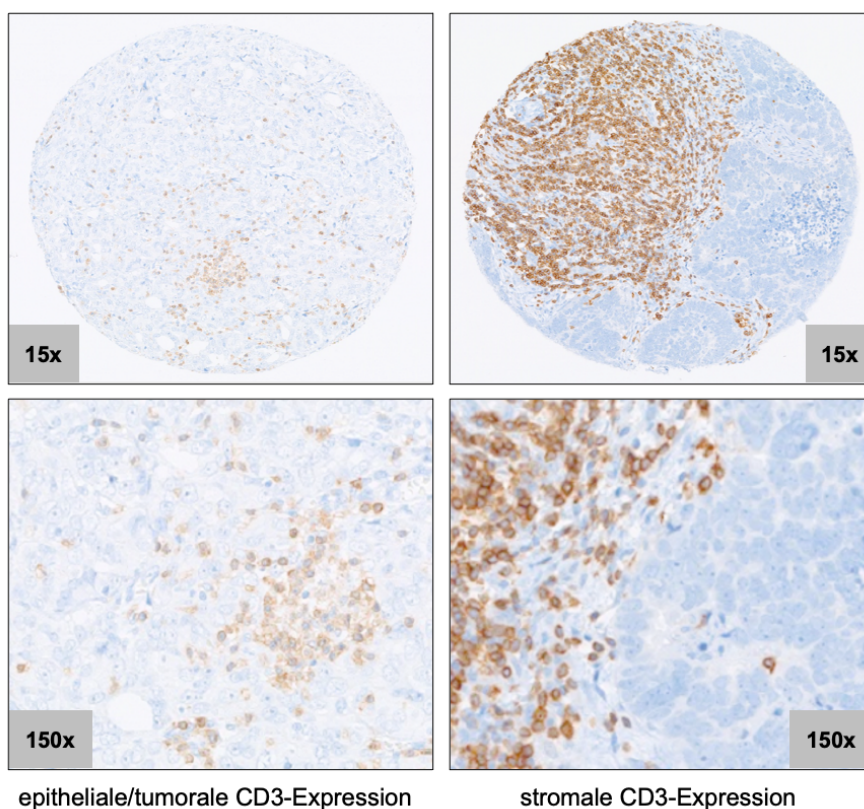 15x
15x
150x
150x
epitheliale/tumorale CD3-Expression
stromale CD3-Expression